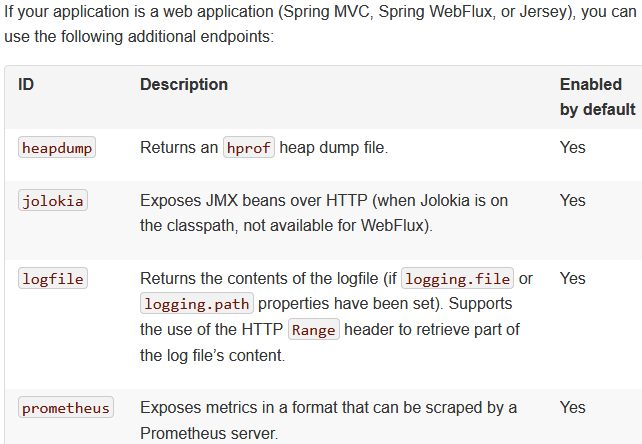 If your application is a web application (Spring MVC, Spring WebFlux, or Jersey), you can
use the following additional endpoints:
ID Description Enabled
by default
heapdump Returns an hprof heap dump file. Yes
jolokia Exposes JMX beans over HTTP (when Jolokia is on Yes
the classpath, not available for WebFlux).
logfile Returns the contents of the logfile (if logging.file or Yes
logging.path properties have been set). Supports
the use of the HTTP Range header to retrieve part of
the log file’s content.
prometheus Exposes metrics in a format that can be scraped by a Yes
Prometheus server.